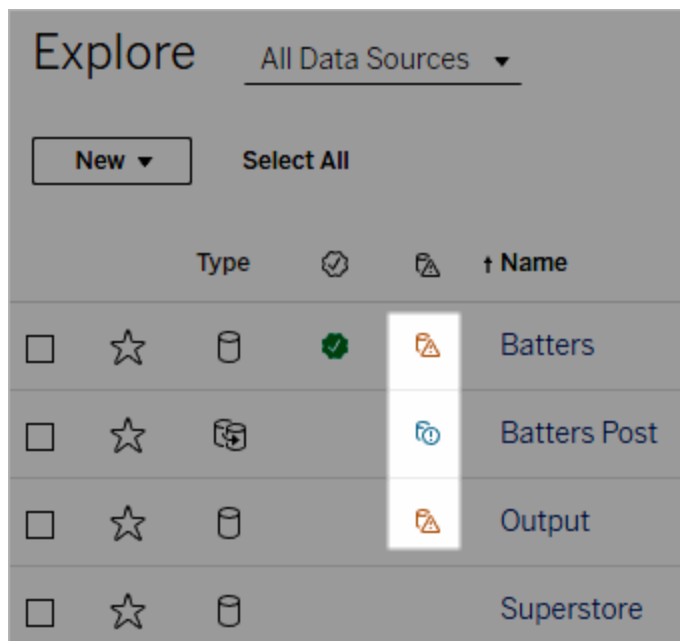 Explore All Data Sources
New Select All
Type Name
Batters
Batters Post
Output
Superstore